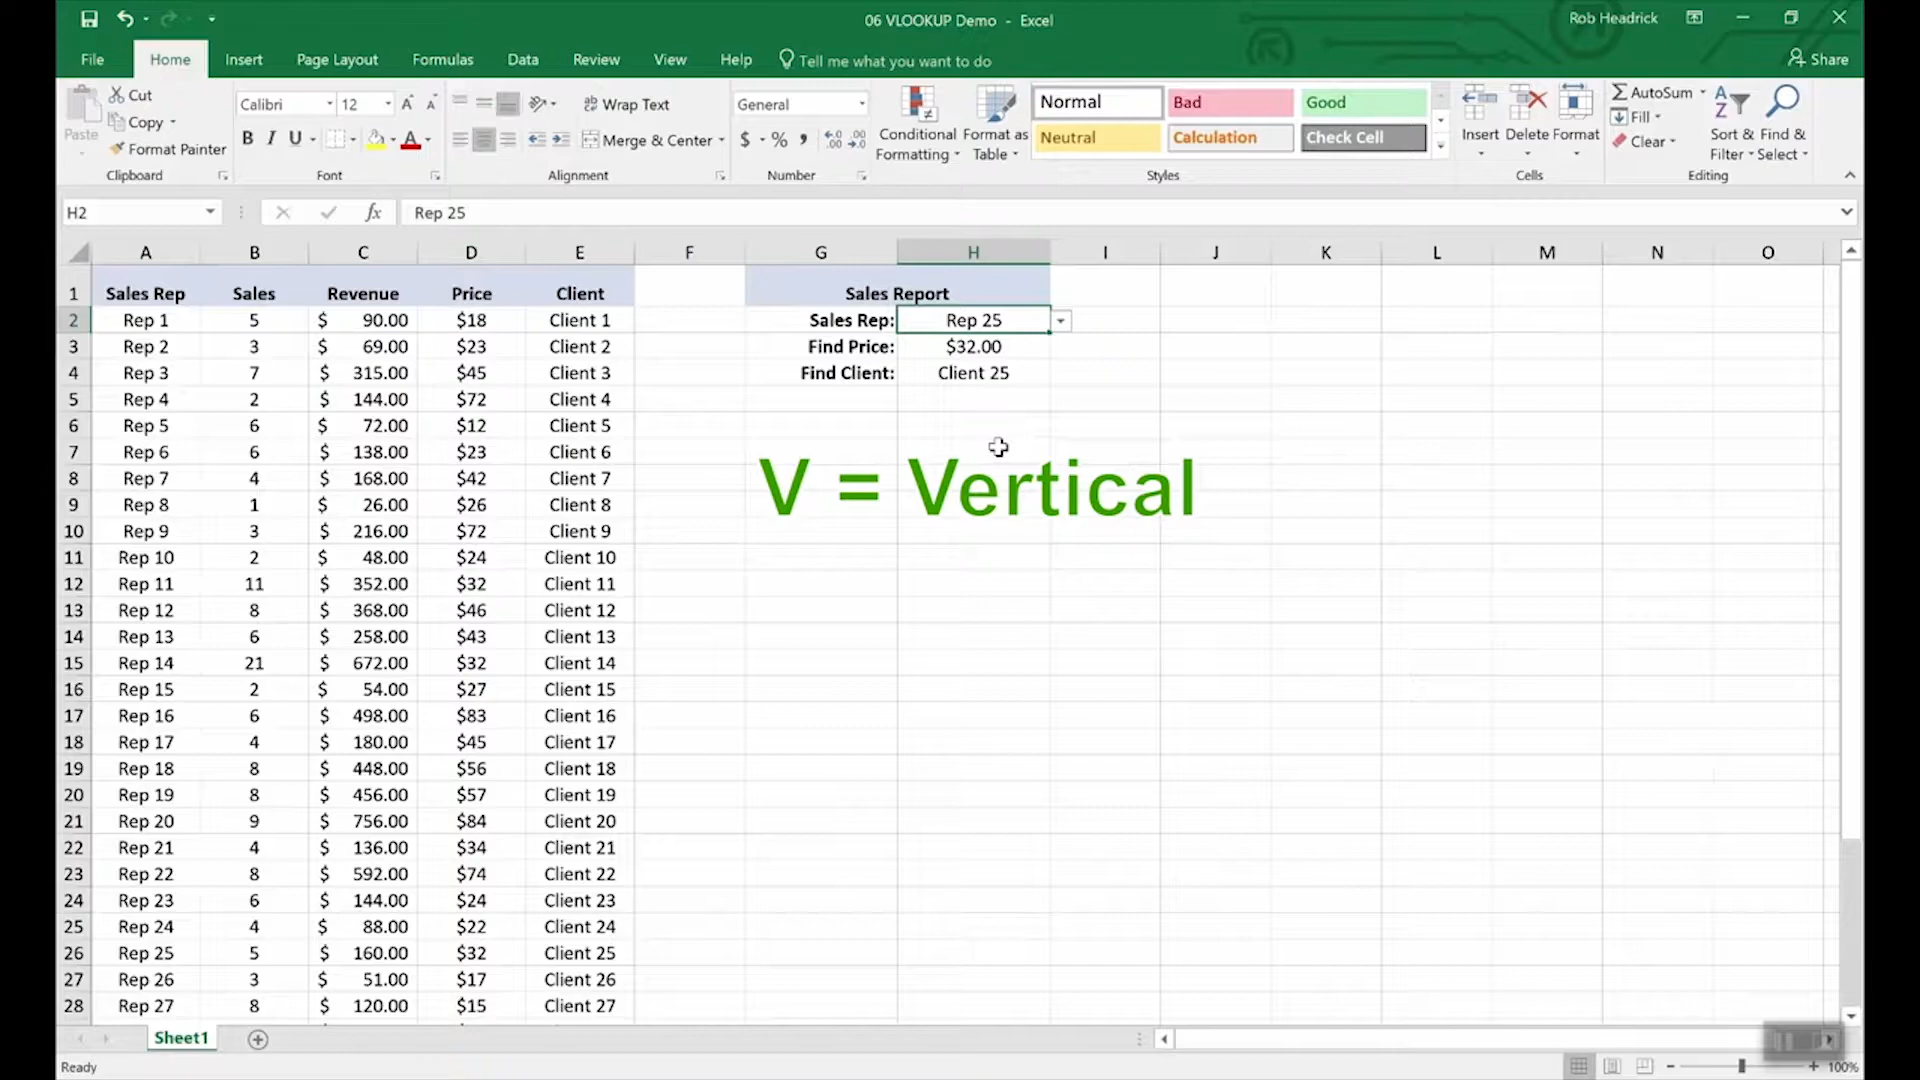 06 VLOOKUP Demo - Excel
Rob Headrick
File Home Insert Page Layout Formulas Data Review View Help Tell me what you want to do Share
Paste
Cut
Copy
Format Painter
Clipboard
Calibri 12
B I U A
Font
Wrap Text
Merge & Center
Alignment
General
$ % ,
Number
Conditional Formatting
Format as Table
Normal Bad Good
Neutral Calculation Check Cell
Styles
Insert Delete Format
Cells
AutoSum
Fill
Clear
Sort & Filter
Find & Select
Editing
H2 fx Rep 25
A B C D E F G H I J K L M N O
1 Sales Rep Sales Revenue Price Client Sales Report
2 Rep 1 5 $ 90.00 $18 Client 1 Sales Rep: Rep 25
3 Rep 2 3 $ 69.00 $23 Client 2 Find Price: $32.00
4 Rep 3 7 $ 315.00 $45 Client 3 Find Client: Client 25
5 Rep 4 2 $ 144.00 $72 Client 4
6 Rep 5 6 $ 72.00 $12 Client 5
7 Rep 6 6 $ 138.00 $23 Client 6
8 Rep 7 4 $ 168.00 $42 Client 7
V = Vertical
9 Rep 8 1 $ 26.00 $26 Client 8
10 Rep 9 3 $ 216.00 $72 Client 9
11 Rep 10 2 $ 48.00 $24 Client 10
12 Rep 11 11 $ 352.00 $32 Client 11
13 Rep 12 8 $ 368.00 $46 Client 12
14 Rep 13 6 $ 258.00 $43 Client 13
15 Rep 14 21 $ 672.00 $32 Client 14
16 Rep 15 2 $ 54.00 $27 Client 15
17 Rep 16 6 $ 498.00 $83 Client 16
18 Rep 17 4 $ 180.00 $45 Client 17
19 Rep 18 8 $ 448.00 $56 Client 18
20 Rep 19 8 $ 456.00 $57 Client 19
21 Rep 20 9 $ 756.00 $84 Client 20
22 Rep 21 4 $ 136.00 $34 Client 21
23 Rep 22 8 $ 592.00 $74 Client 22
24 Rep 23 6 $ 144.00 $24 Client 23
25 Rep 24 4 $ 88.00 $22 Client 24
26 Rep 25 5 $ 160.00 $32 Client 25
27 Rep 26 3 $ 51.00 $17 Client 26
28 Rep 27 8 $ 120.00 $15 Client 27
Sheet1
Ready
100%